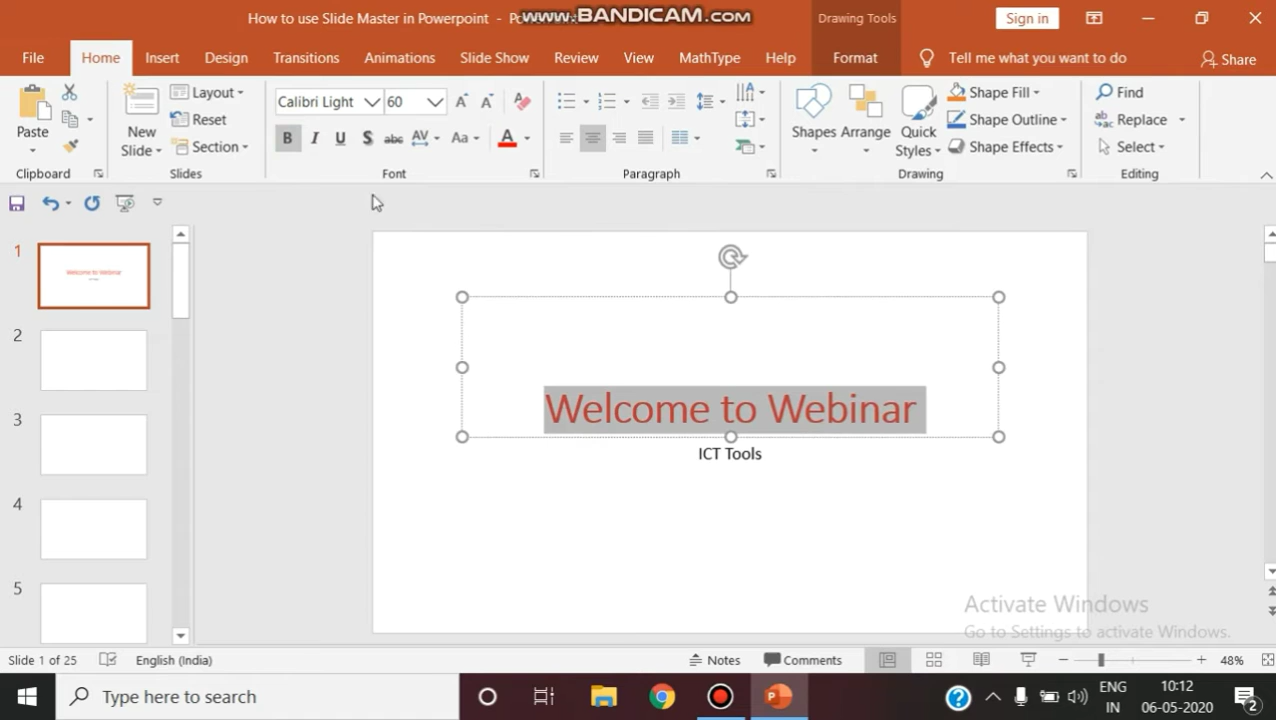 How to use Slide Master in Powerpoint - Po
www.BANDICAM.com
Drawing Tools
Sign in
File Home Insert Design Transitions Animations Slide Show Review View MathType Help Format Tell me what you want to do Share
Paste
New Slide
Layout
Reset
Section
Calibri Light 60
B I U S abc AV Aa A
Shapes Arrange Quick Styles
Shape Fill
Shape Outline
Shape Effects
Find
Replace
Select
Clipboard Slides Font Paragraph Drawing Editing
1
2
3
4
5
Welcome to Webinar
Welcome to Webinar
ICT Tools
Activate Windows
Go to Settings to activate Windows.
Slide 1 of 25 English (India) Notes Comments 48%
Type here to search
ENG
IN
10:12
06-05-2020
2